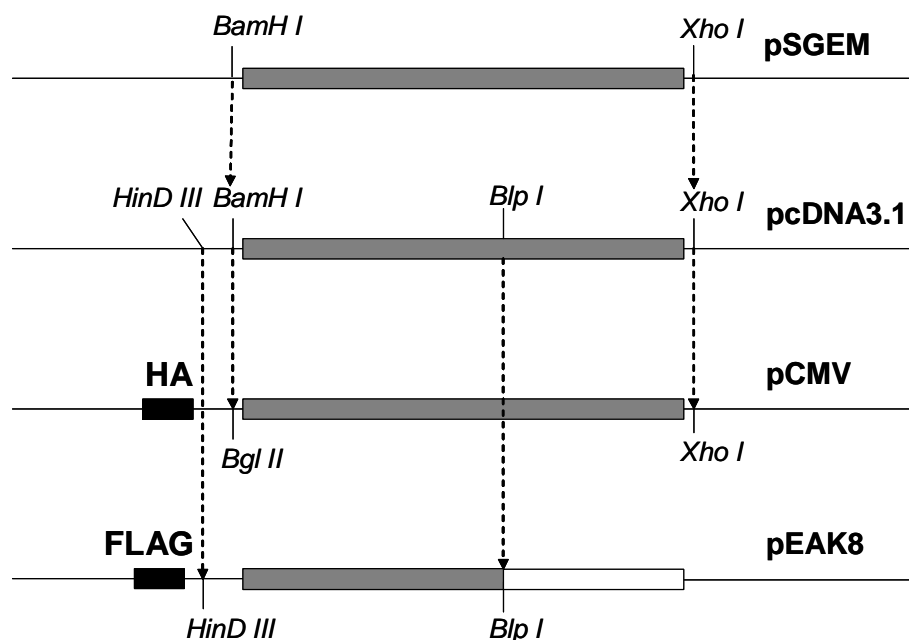 BamH I
Xho I
pSGEM
HinD III
BamH I
Blp I
Xho I
pcDNA3.1
HA
pCMV
Bgl II
Xho I
FLAG
pEAK8
HinD III
Blp I